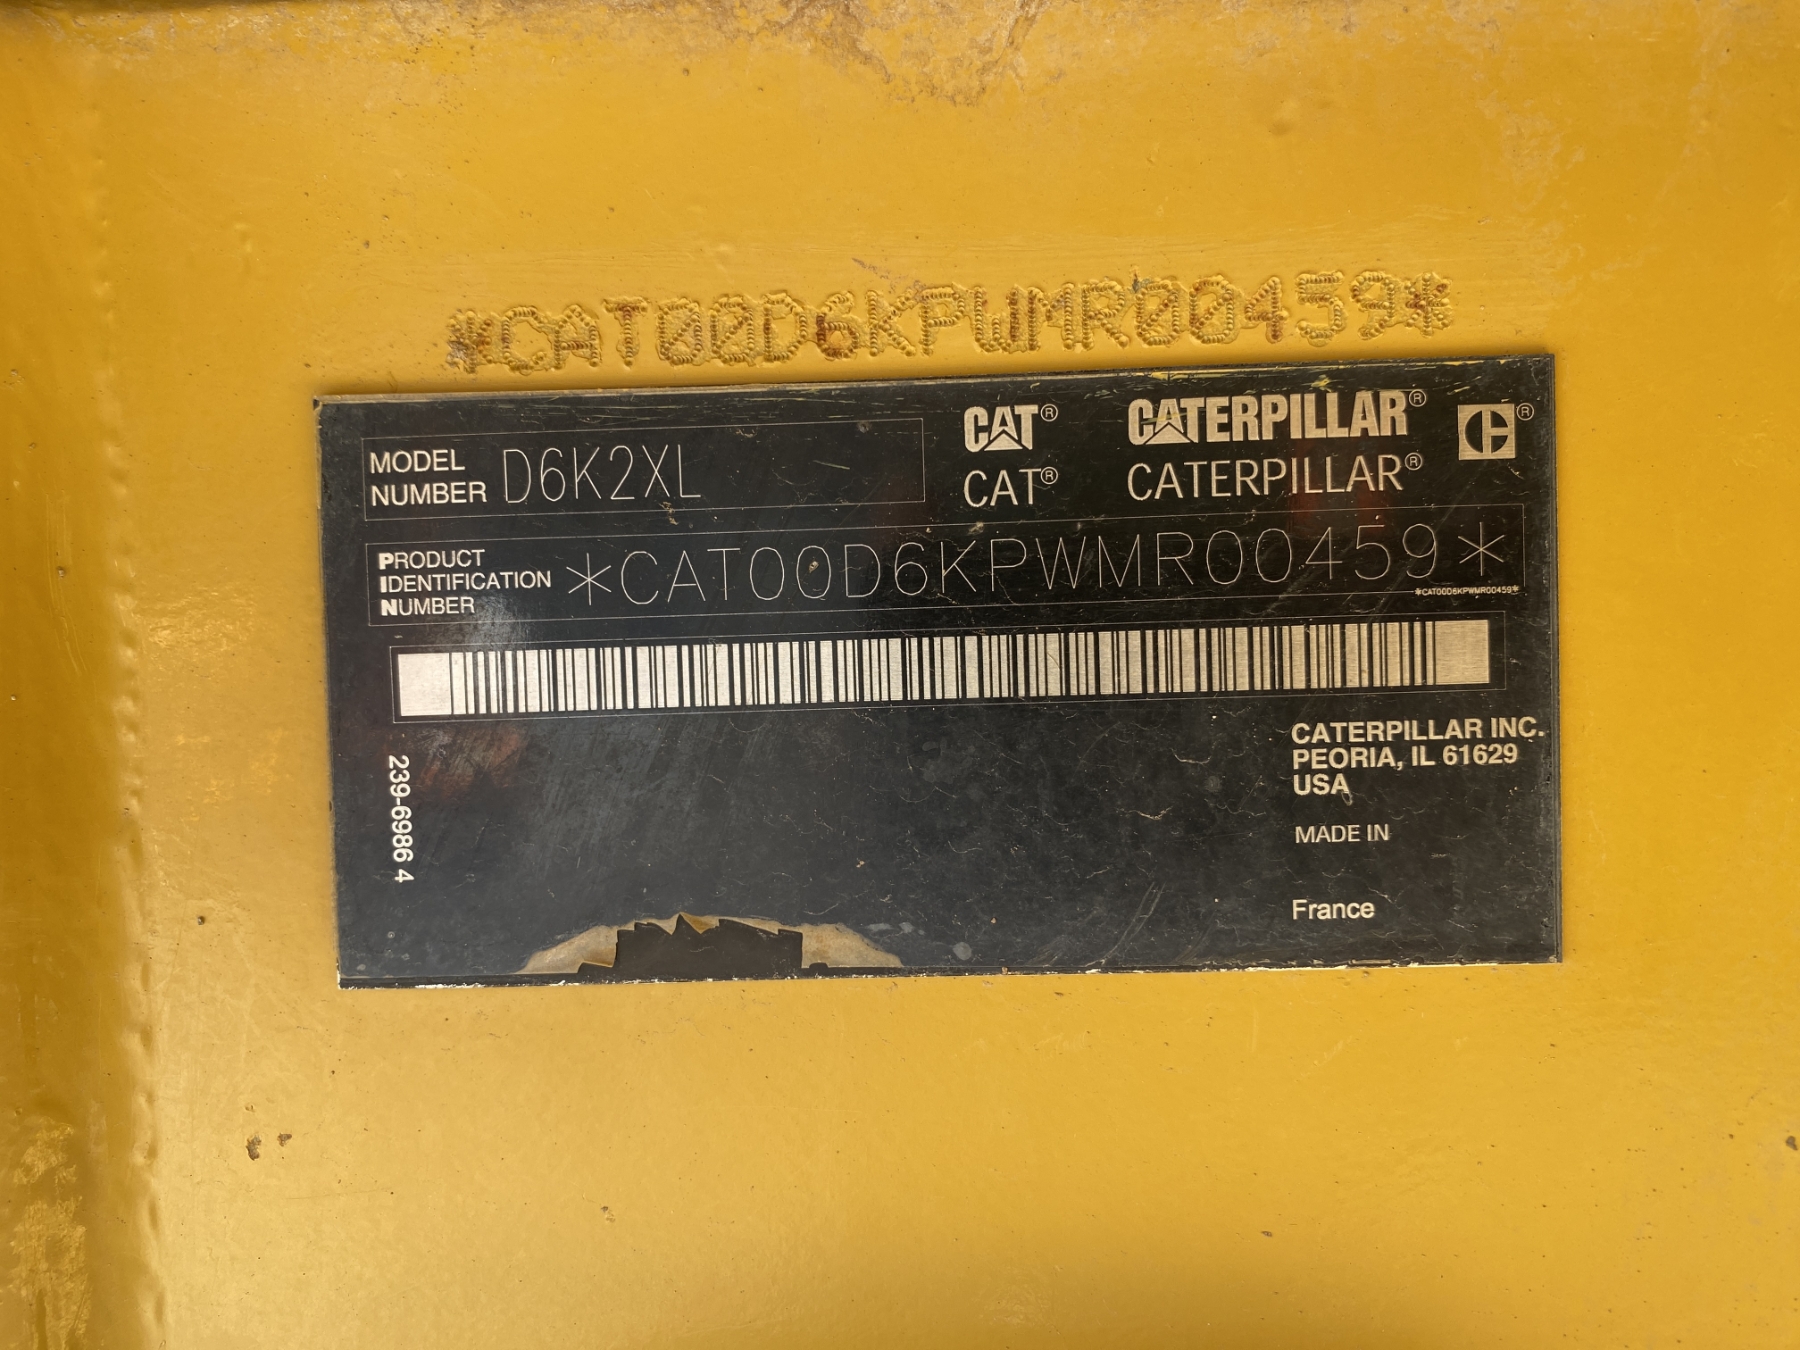 *CAT00D6KPWMR00459*
MODEL NUMBER D6K2XL
CAT® CATERPILLAR® ®
CAT® CATERPILLAR®
PRODUCT IDENTIFICATION NUMBER *CAT00D6KPWMR00459*
*CAT00D6KPWMR00459*
239-6986 4
CATERPILLAR INC.
PEORIA, IL 61629
USA
MADE IN
France